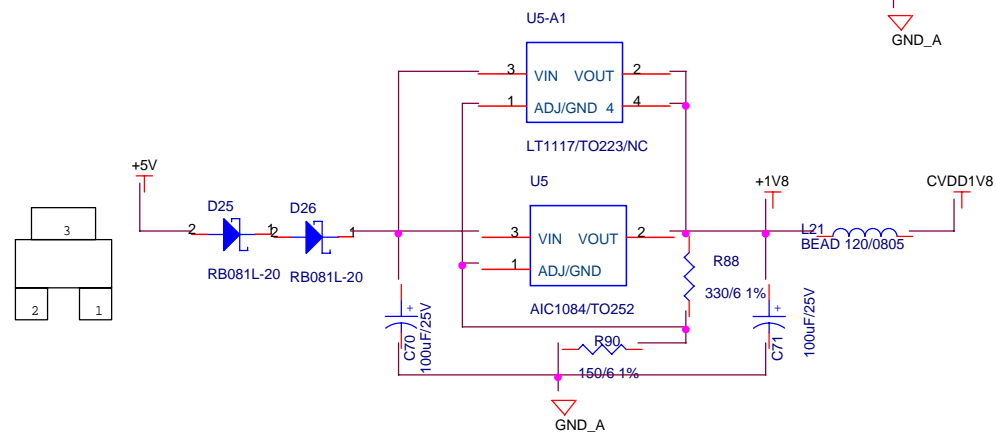 GND_A
U5-A1
3 VIN VOUT 2
1 ADJ/GND 4 4
LT1117/TO223/NC
+5V
U5
+1V8
CVDD1V8
3
D25
D26
2 1 2 1
3 VIN VOUT 2
L21
BEAD 120/0805
RB081L-20
RB081L-20
1 ADJ/GND
R88
330/6 1%
2 1
AIC1084/TO252
+
C70
100uF/25V
R90
150/6 1%
+
C71
100uF/25V
GND_A